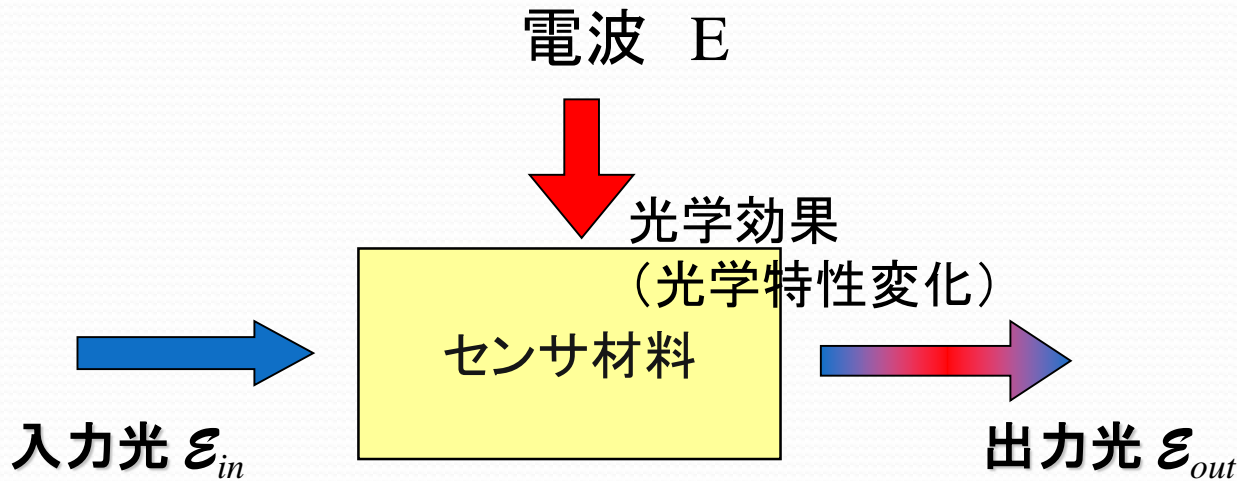 電波 E
光学効果
（光学特性変化）
センサ材料
入力光 ℰin
出力光 ℰout